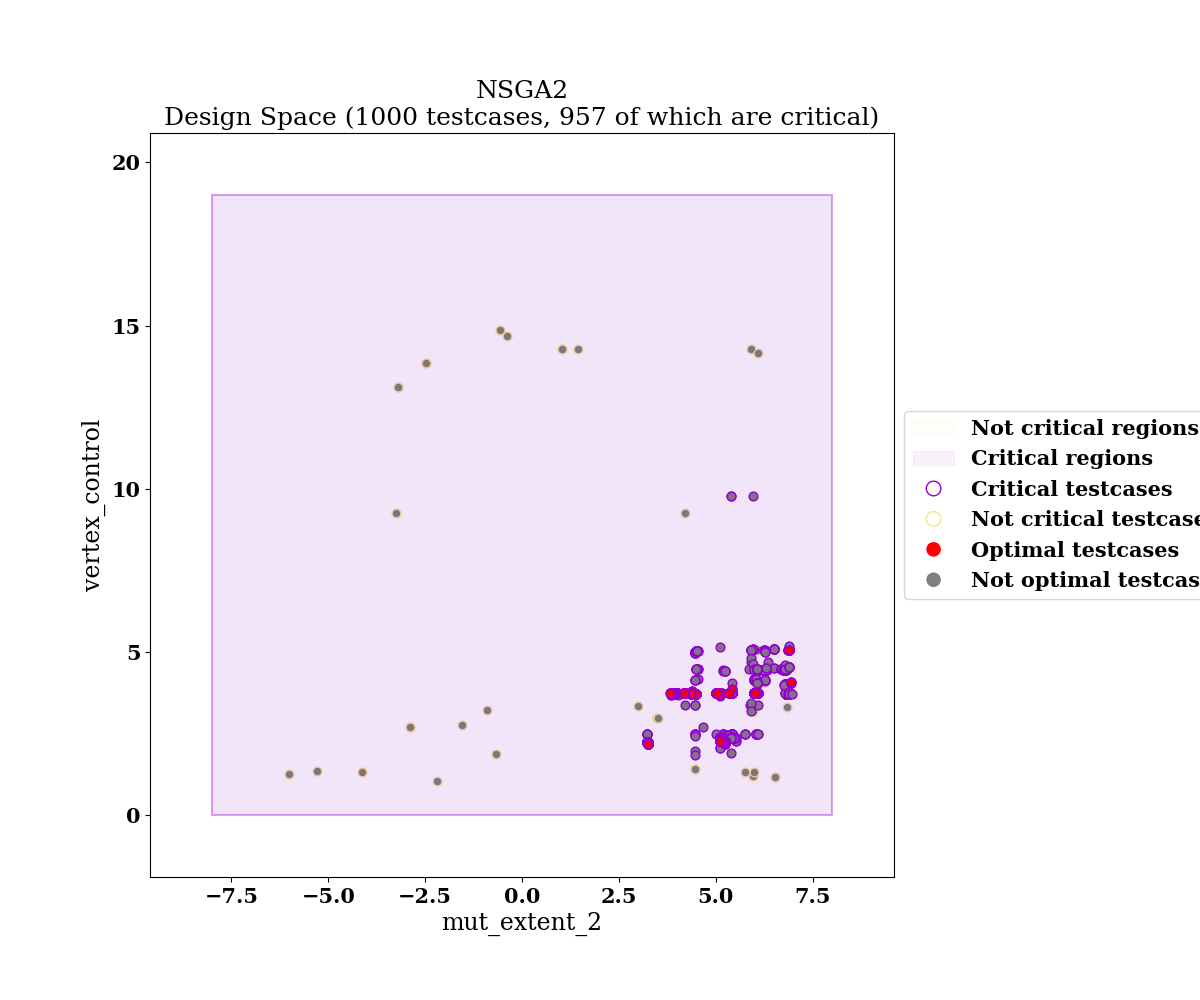 NSGA2
Design Space (1000 testcases, 957 of which are critical)
20
15
10
5
0
vertex_control
−7.5 −5.0 −2.5 0.0 2.5 5.0 7.5
mut_extent_2
Not critical regions
Critical regions
Critical testcases
Not critical testcase
Optimal testcases
Not optimal testcas